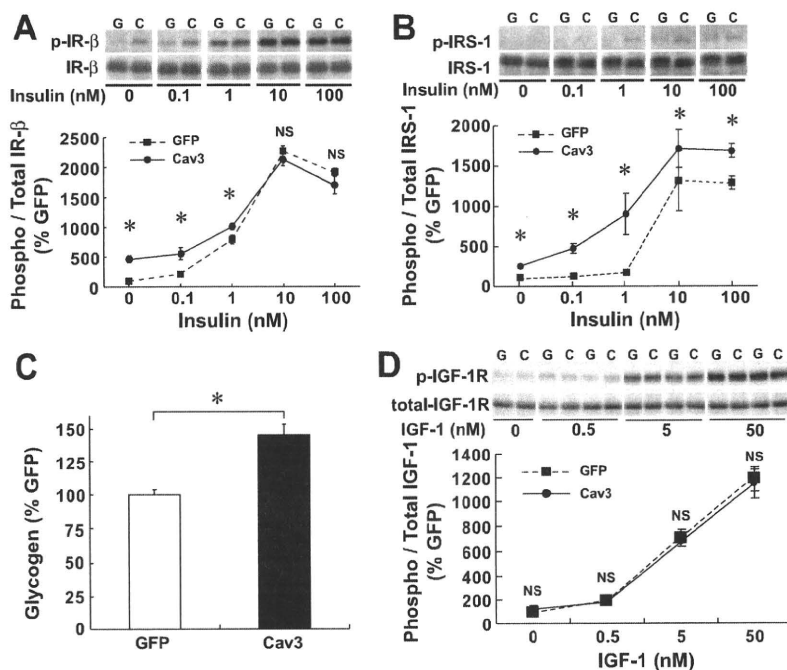 A
G C G C G C G C G C
p-IR-β
IR-β
Insulin (nM) 0 0.1 1 10 100
Phospho / Total IR-β
(% GFP)
2500
2000
1500
1000
500
0
GFP
Cav3
* * * NS NS
0 0.1 1 10 100
Insulin (nM)
B
G C G C G C G C G C
p-IRS-1
IRS-1
Insulin (nM) 0 0.1 1 10 100
Phospho / Total IRS-1
(% GFP)
2000
1500
1000
500
0
GFP
Cav3
* * * * *
0 0.1 1 10 100
Insulin (nM)
C
Glycogen (% GFP)
150
125
100
75
50
25
0
*
GFP Cav3
D
G C G C G C G C G C G C G C
p-IGF-1R
total-IGF-1R
IGF-1 (nM) 0 0.5 5 50
Phospho / Total IGF-1
(% GFP)
1400
1200
1000
800
600
400
200
0
GFP
Cav3
NS NS NS NS
0 0.5 5 50
IGF-1 (nM)